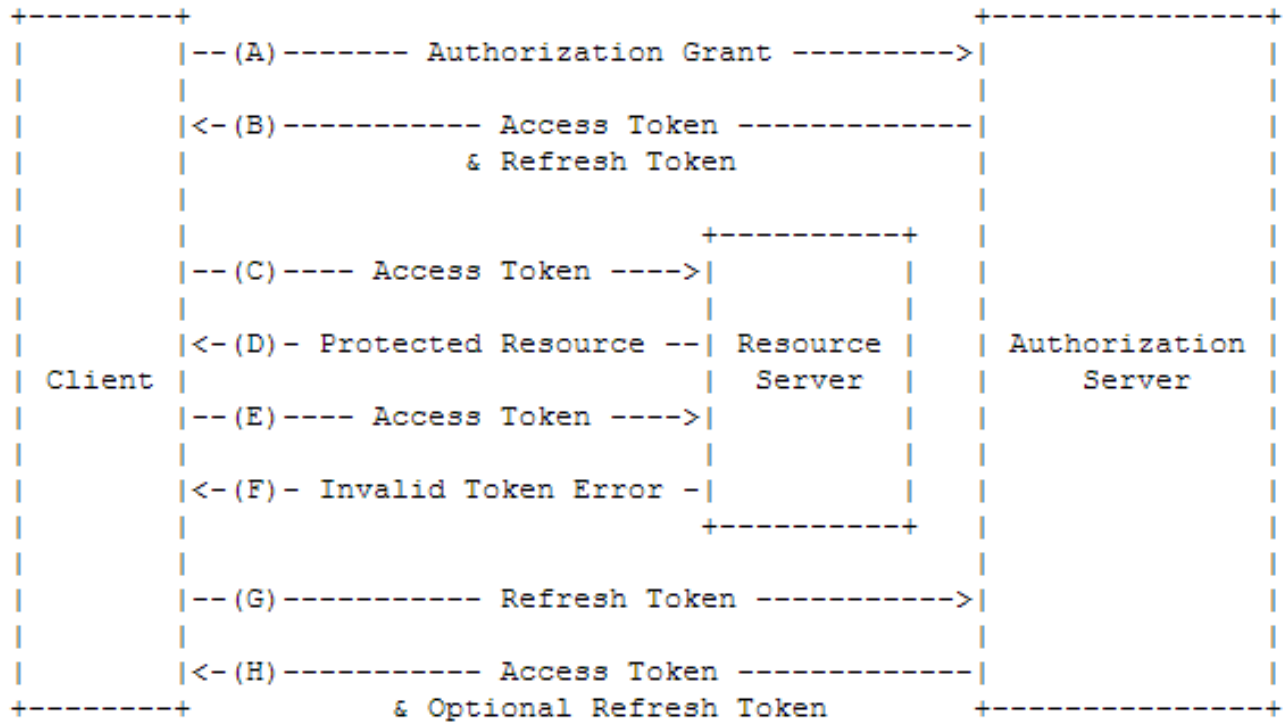 +--------+                                           +---------------+
|        |--(A)------- Authorization Grant --------->|               |
|        |                                           |               |
|        |<-(B)----------- Access Token -------------|               |
|        |               & Refresh Token             |               |
|        |                                           |               |
|        |                            +----------+   |               |
|        |--(C)---- Access Token ---->|          |   |               |
|        |                            |          |   |               |
|        |<-(D)- Protected Resource --| Resource |   | Authorization |
| Client |                            |  Server  |   |     Server    |
|        |--(E)---- Access Token ---->|          |   |               |
|        |                            |          |   |               |
|        |<-(F)- Invalid Token Error -|          |   |               |
|        |                            +----------+   |               |
|        |                                           |               |
|        |--(G)----------- Refresh Token ----------->|               |
|        |                                           |               |
|        |<-(H)----------- Access Token -------------|               |
+--------+           & Optional Refresh Token        +---------------+